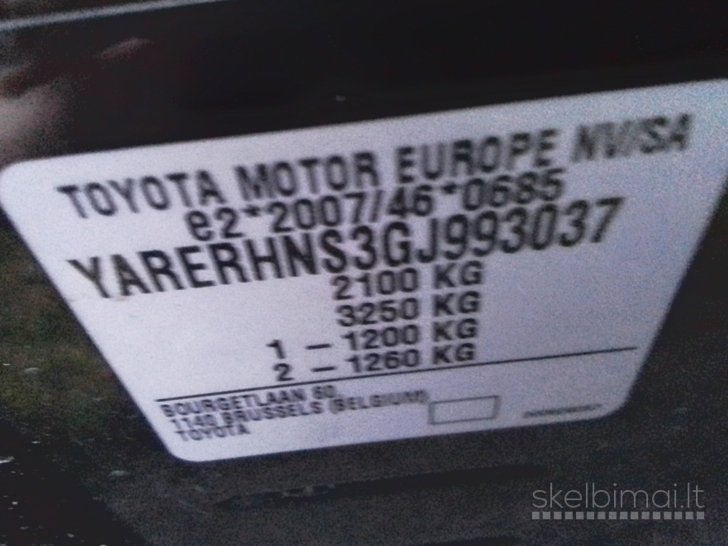 TOYOTA MOTOR EUROPE NV/SA
e2*2007/46*0685
YARERHNS3GJ993037
2100 KG
3250 KG
1 - 1200 KG
2 - 1260 KG
BOURGETLAAN 60,
1140 BRUSSELS (BELGIUM)
TOYOTA
skelbimai.lt